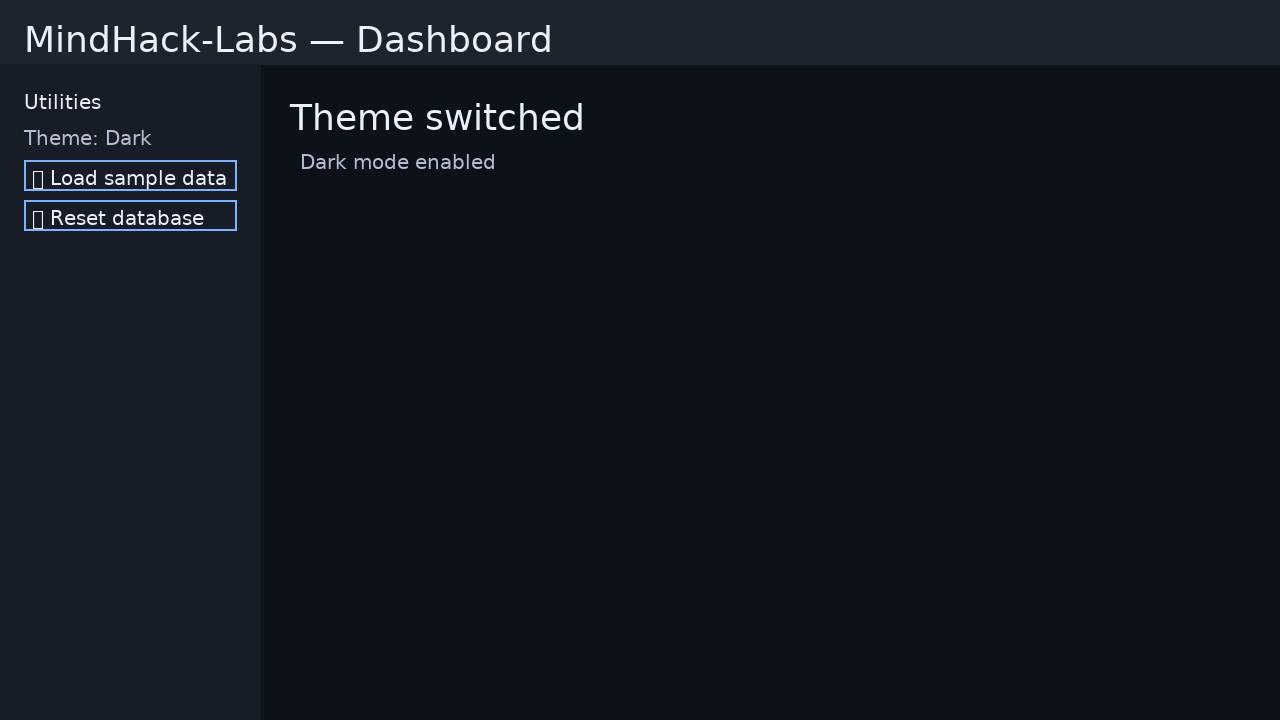 MindHack-Labs — Dashboard
Utilities
Theme: Dark
Load sample data
Reset database
Theme switched
Dark mode enabled